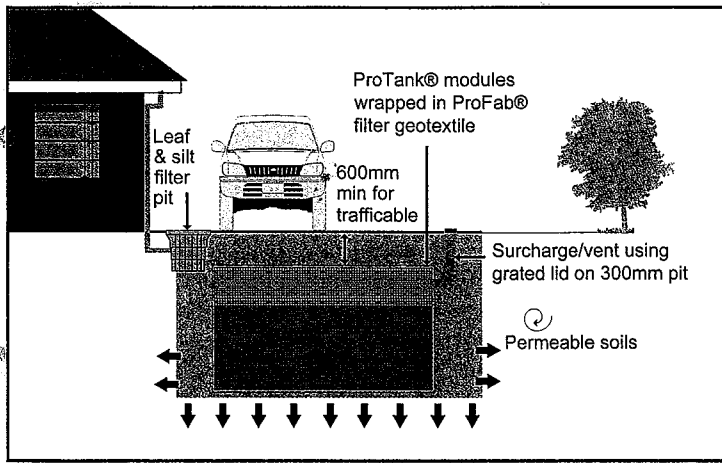 ProTank® modules
wrapped in ProFab®
filter geotextile
Leaf
& silt
filter
pit
600mm
min for
trafficable
Surcharge/vent using
grated lid on 300mm pit
Permeable soils